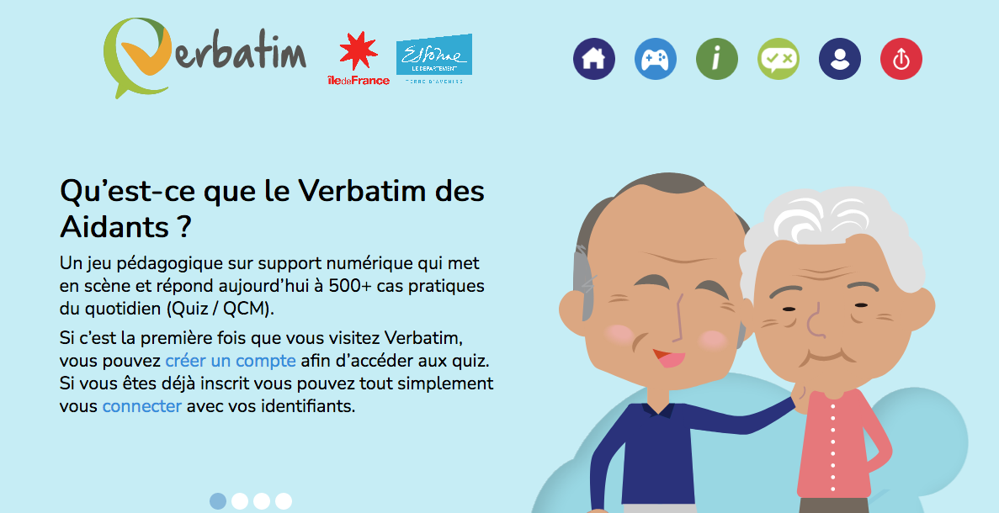 Verbatim
île de France
Essonne
LE DÉPARTEMENT
TERRE D'AVENIRS
i
Qu'est-ce que le Verbatim des
Aidants ?
Un jeu pédagogique sur support numérique qui met
en scène et répond aujourd'hui à 500+ cas pratiques
du quotidien (Quiz / QCM).
Si c'est la première fois que vous visitez Verbatim,
vous pouvez créer un compte afin d'accéder aux quiz.
Si vous êtes déjà inscrit vous pouvez tout simplement
vous connecter avec vos identifiants.